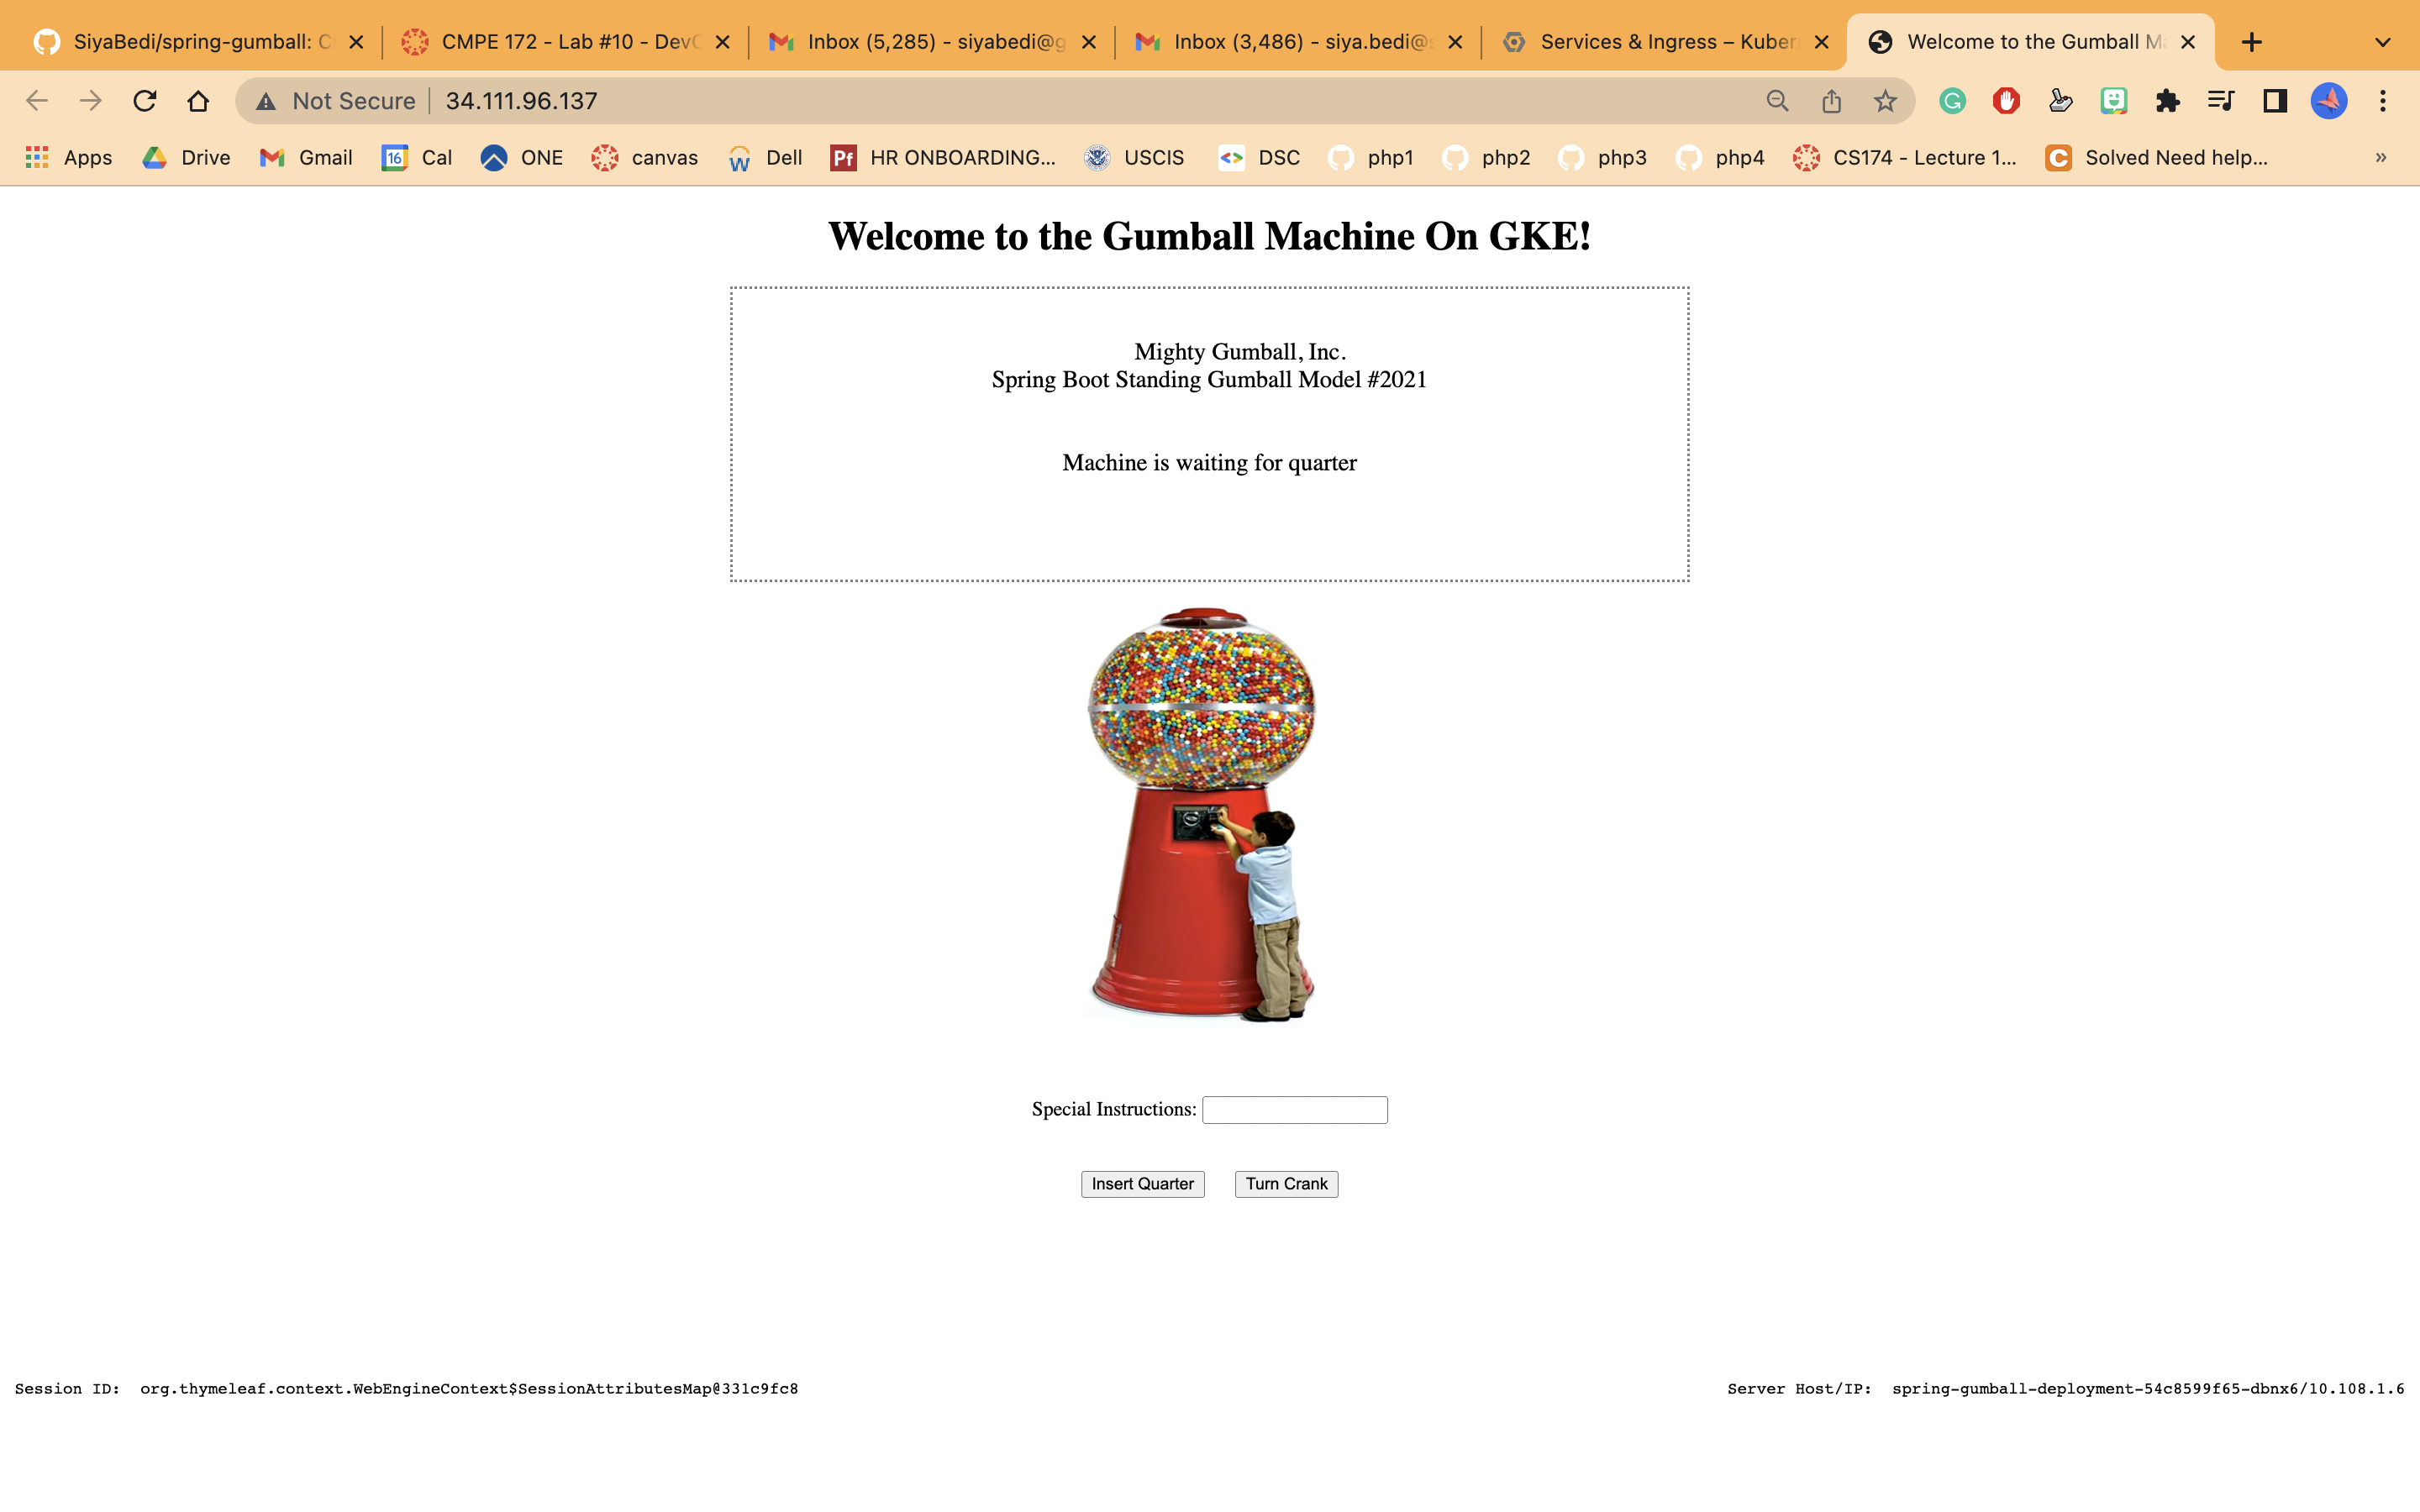 SiyaBedi/spring-gumball: C
CMPE 172 - Lab #10 - Dev
Inbox (5,285) - siyabedi@g
Inbox (3,486) - siya.bedi@s
Services & Ingress – Kuber
Welcome to the Gumball M
Not Secure
34.111.96.137
Apps
Drive
Gmail
16
Cal
ONE
canvas
Dell
Pf
HR ONBOARDING...
USCIS
DSC
php1
php2
php3
php4
CS174 - Lecture 1...
C
Solved Need help...
»
Welcome to the Gumball Machine On GKE!
Mighty Gumball, Inc.
Spring Boot Standing Gumball Model #2021
Machine is waiting for quarter
Special Instructions:
Insert Quarter
Turn Crank
Session ID: org.thymeleaf.context.WebEngineContext$SessionAttributesMap@331c9fc8
Server Host/IP: spring-gumball-deployment-54c8599f65-dbnx6/10.108.1.6